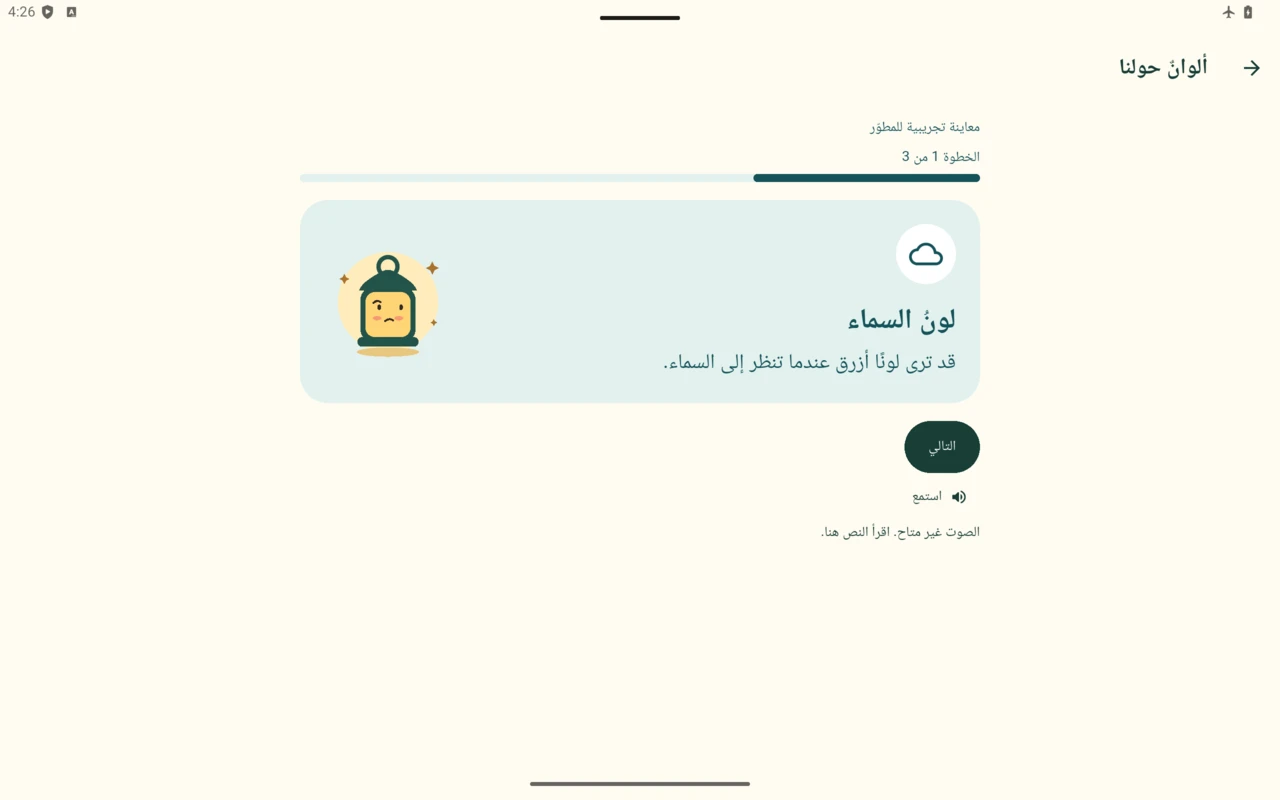 4:26
ألوانٌ حولنا
معاينة تجريبية للمطوّر
الخطوة 1 من 3
لونُ السماء
قد ترى لونًا أزرق عندما تنظر إلى السماء.
التالي
استمع
الصوت غير متاح. اقرأ النص هنا.